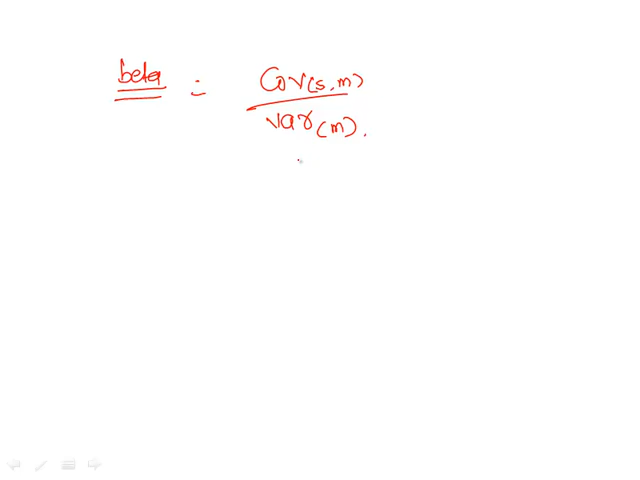 beta = Cov(s,m)
var(m).